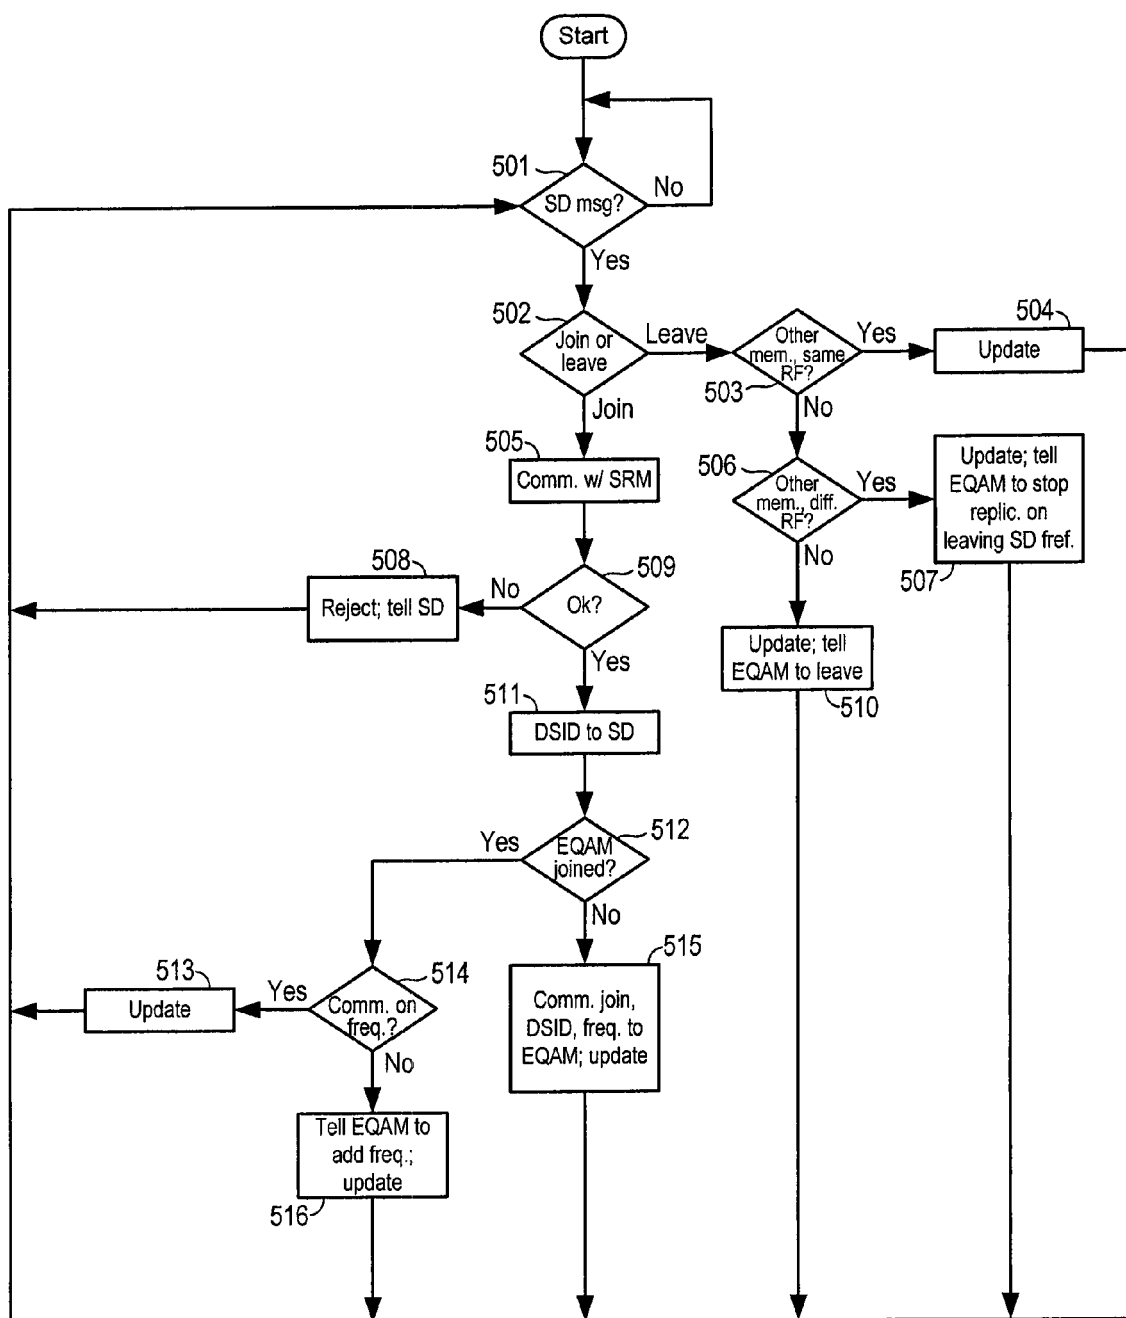 Start
501
SD msg?
No
Yes
502
Join or
leave
Leave
Join
Other
mem., same
RF?
503
Yes
No
504
Update
505
Comm. w/ SRM
506
Other
mem., diff.
RF?
Yes
No
Update; tell
EQAM to stop
replic. on
leaving SD fref.
507
508
Reject; tell SD
No
509
Ok?
Yes
Update; tell
EQAM to leave
510
511
DSID to SD
512
EQAM
joined?
Yes
No
513
Update
Yes
514
Comm. on
freq.?
No
515
Comm. join,
DSID, freq. to
EQAM; update
Tell EQAM to
add freq.;
update
516